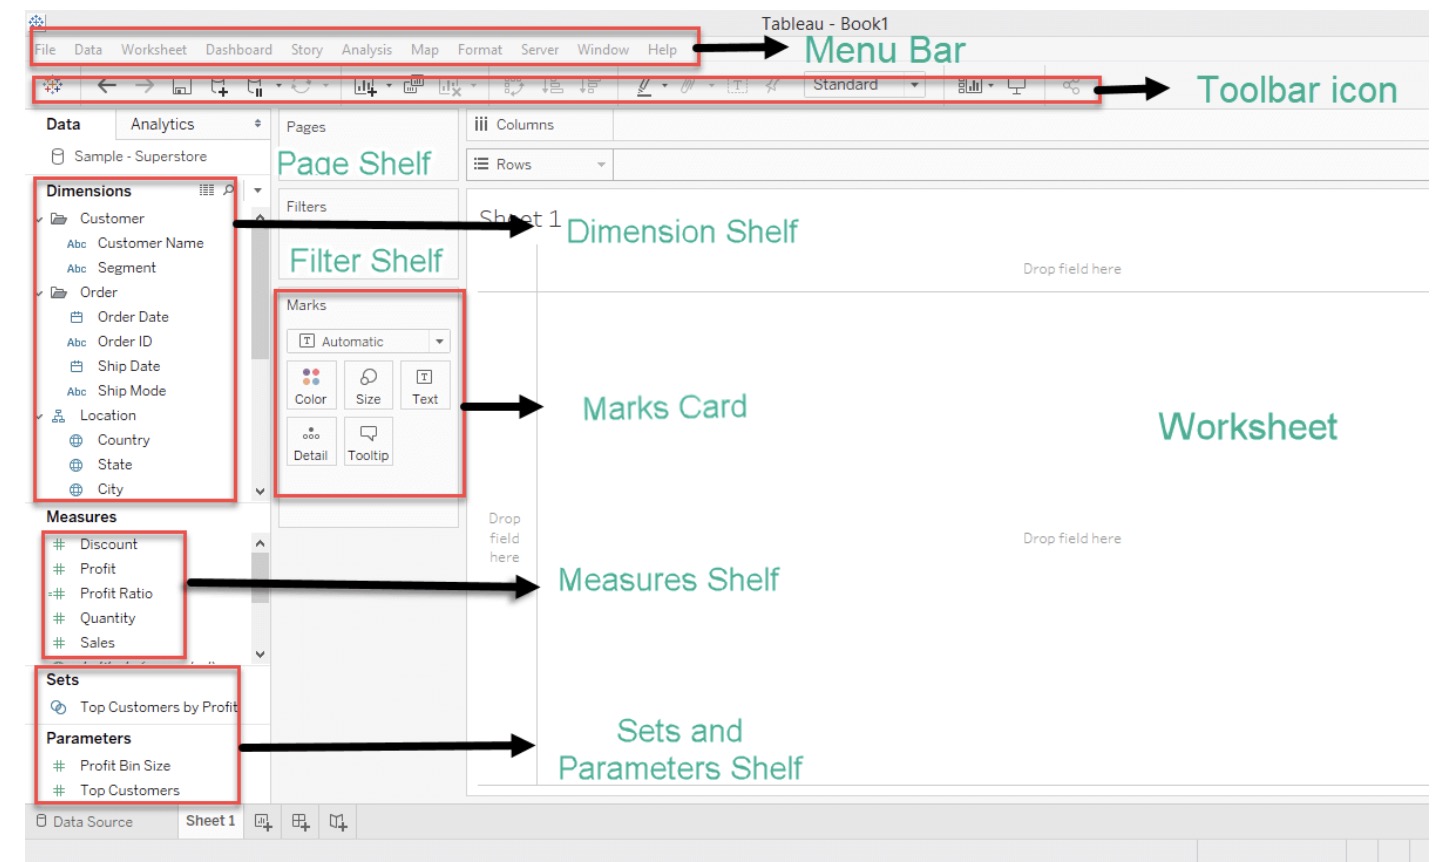 Tableau - Book1
File Data Worksheet Dashboard Story Analysis Map Format Server Window Help
Menu Bar
Standard
Toolbar icon
Data Analytics
Pages
Columns
Sample - Superstore
Page Shelf
Rows
Dimensions
Filters
Sheet 1
Customer
Dimension Shelf
Abc Customer Name
Filter Shelf
Abc Segment
Drop field here
Order
Marks
Order Date
Abc Order ID
Automatic
Ship Date
Abc Ship Mode
Color Size Text
Marks Card
Location
Worksheet
Country
Detail Tooltip
State
City
Measures
Drop
field
here
Drop field here
# Discount
# Profit
Measures Shelf
=# Profit Ratio
# Quantity
# Sales
Sets
Top Customers by Profit
Sets and
Parameters Shelf
Parameters
# Profit Bin Size
# Top Customers
Data Source Sheet 1